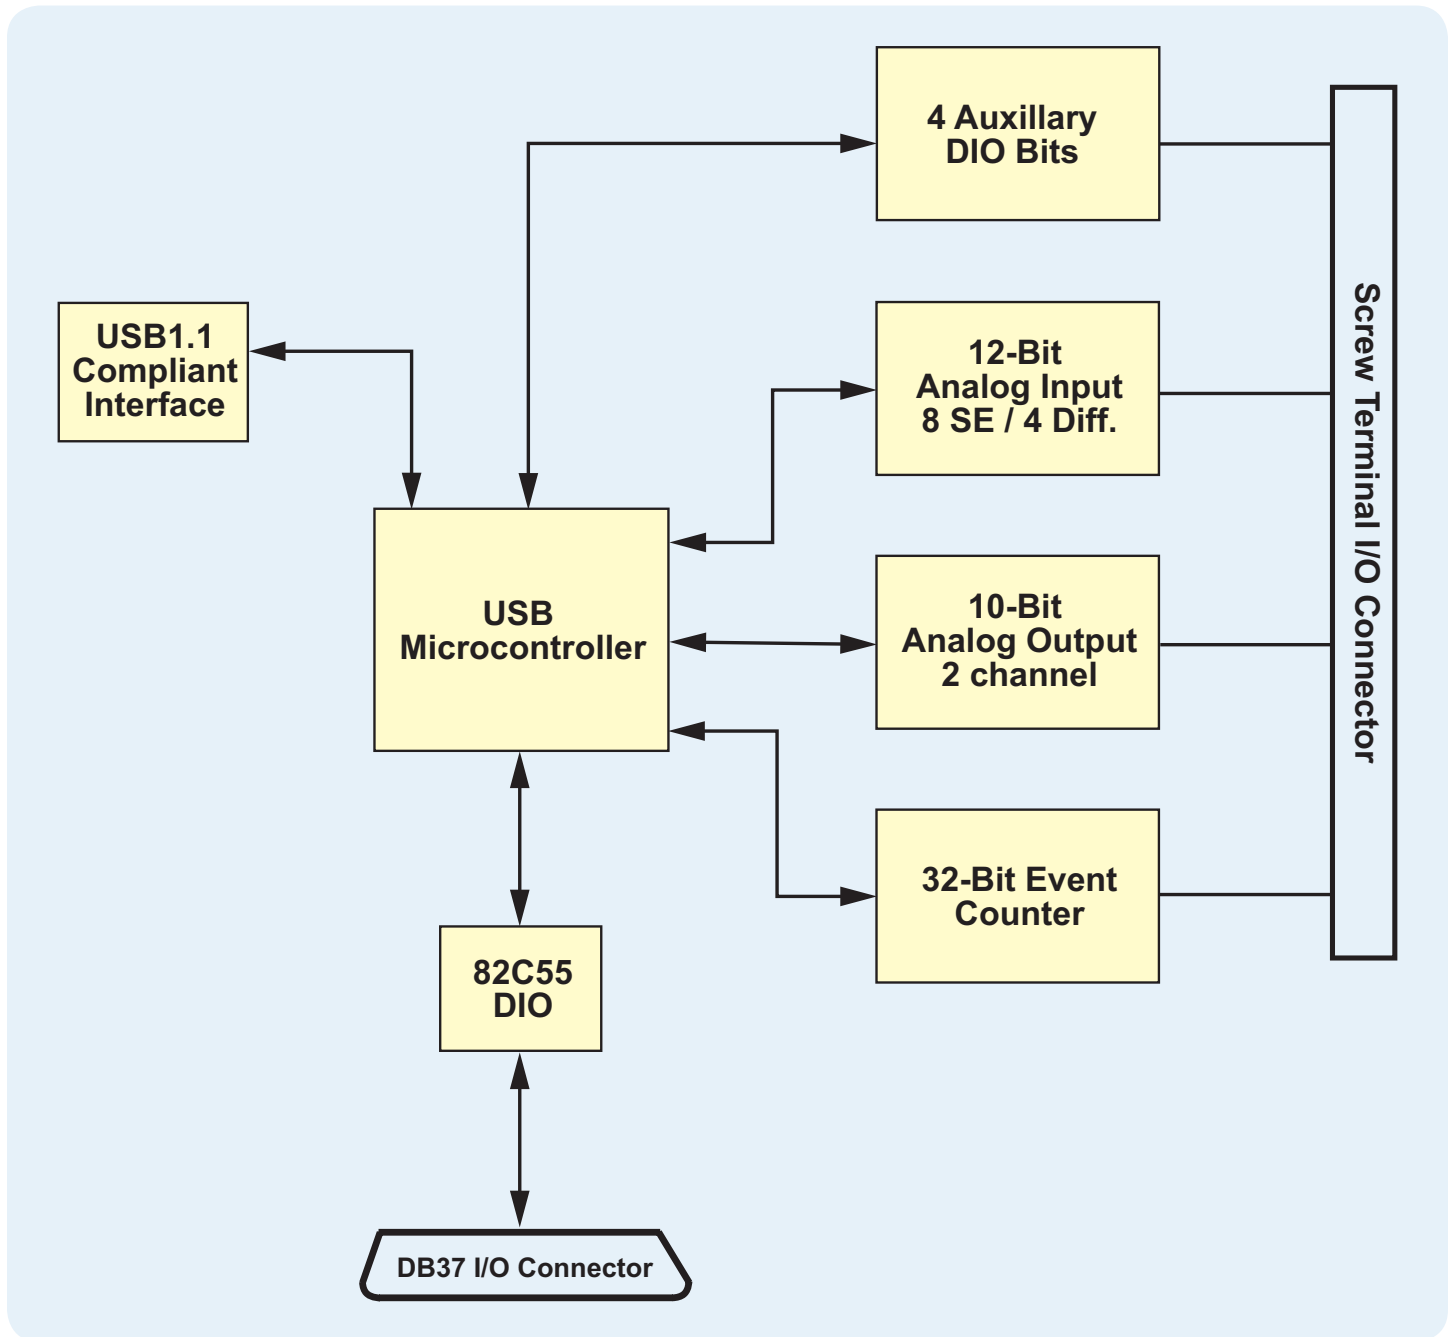 4 Auxillary
DIO Bits
USB1.1
Compliant
Interface
12-Bit
Analog Input
8 SE / 4 Diff.
Screw Terminal I/O Connector
USB
Microcontroller
10-Bit
Analog Output
2 channel
32-Bit Event
Counter
82C55
DIO
DB37 I/O Connector